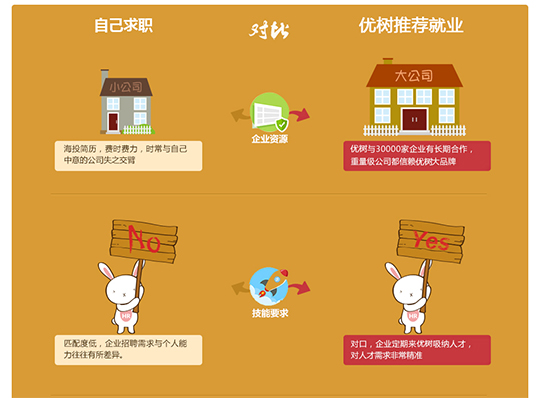 自己求职
对比
优树推荐就业
小公司
大公司
企业资源
海投简历，费时费力，时常与自己
中意的公司失之交臂
优树与30000家企业有长期合作，
重量级公司都信赖优树大品牌
No
Yes
HR
HR
技能要求
匹配度低，企业招聘需求与个人能
力往往有所差异。
对口，企业定期来优树吸纳人才，
对人才需求非常精准